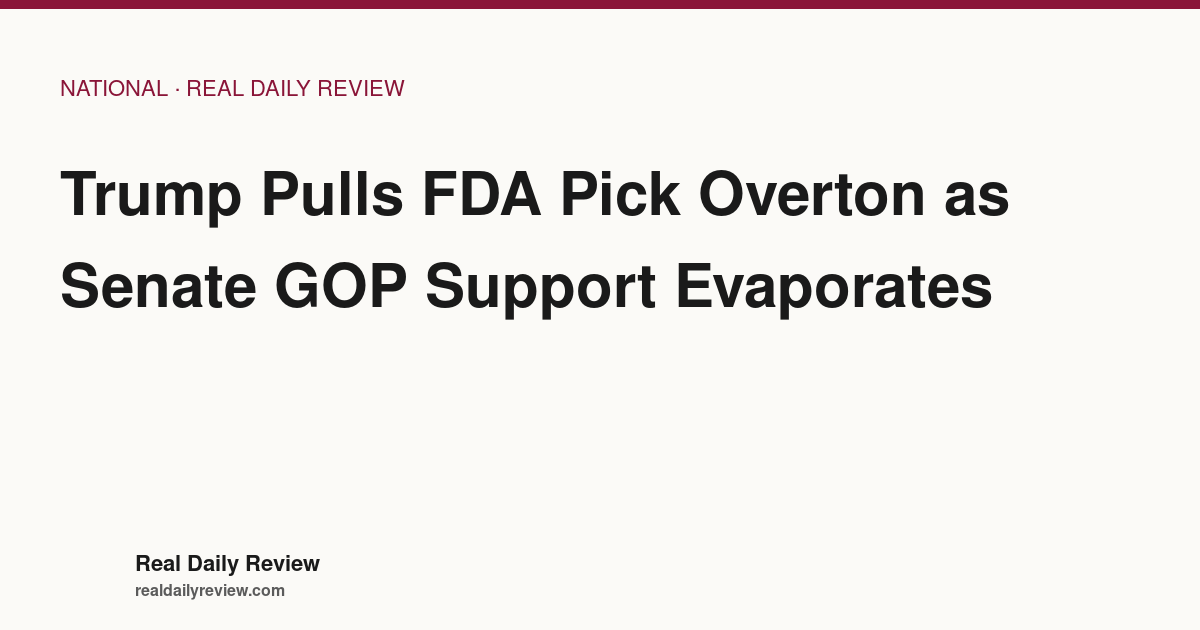 NATIONAL · REAL DAILY REVIEW
Trump Pulls FDA Pick Overton as
Senate GOP Support Evaporates
Real Daily Review
realdailyreview.com